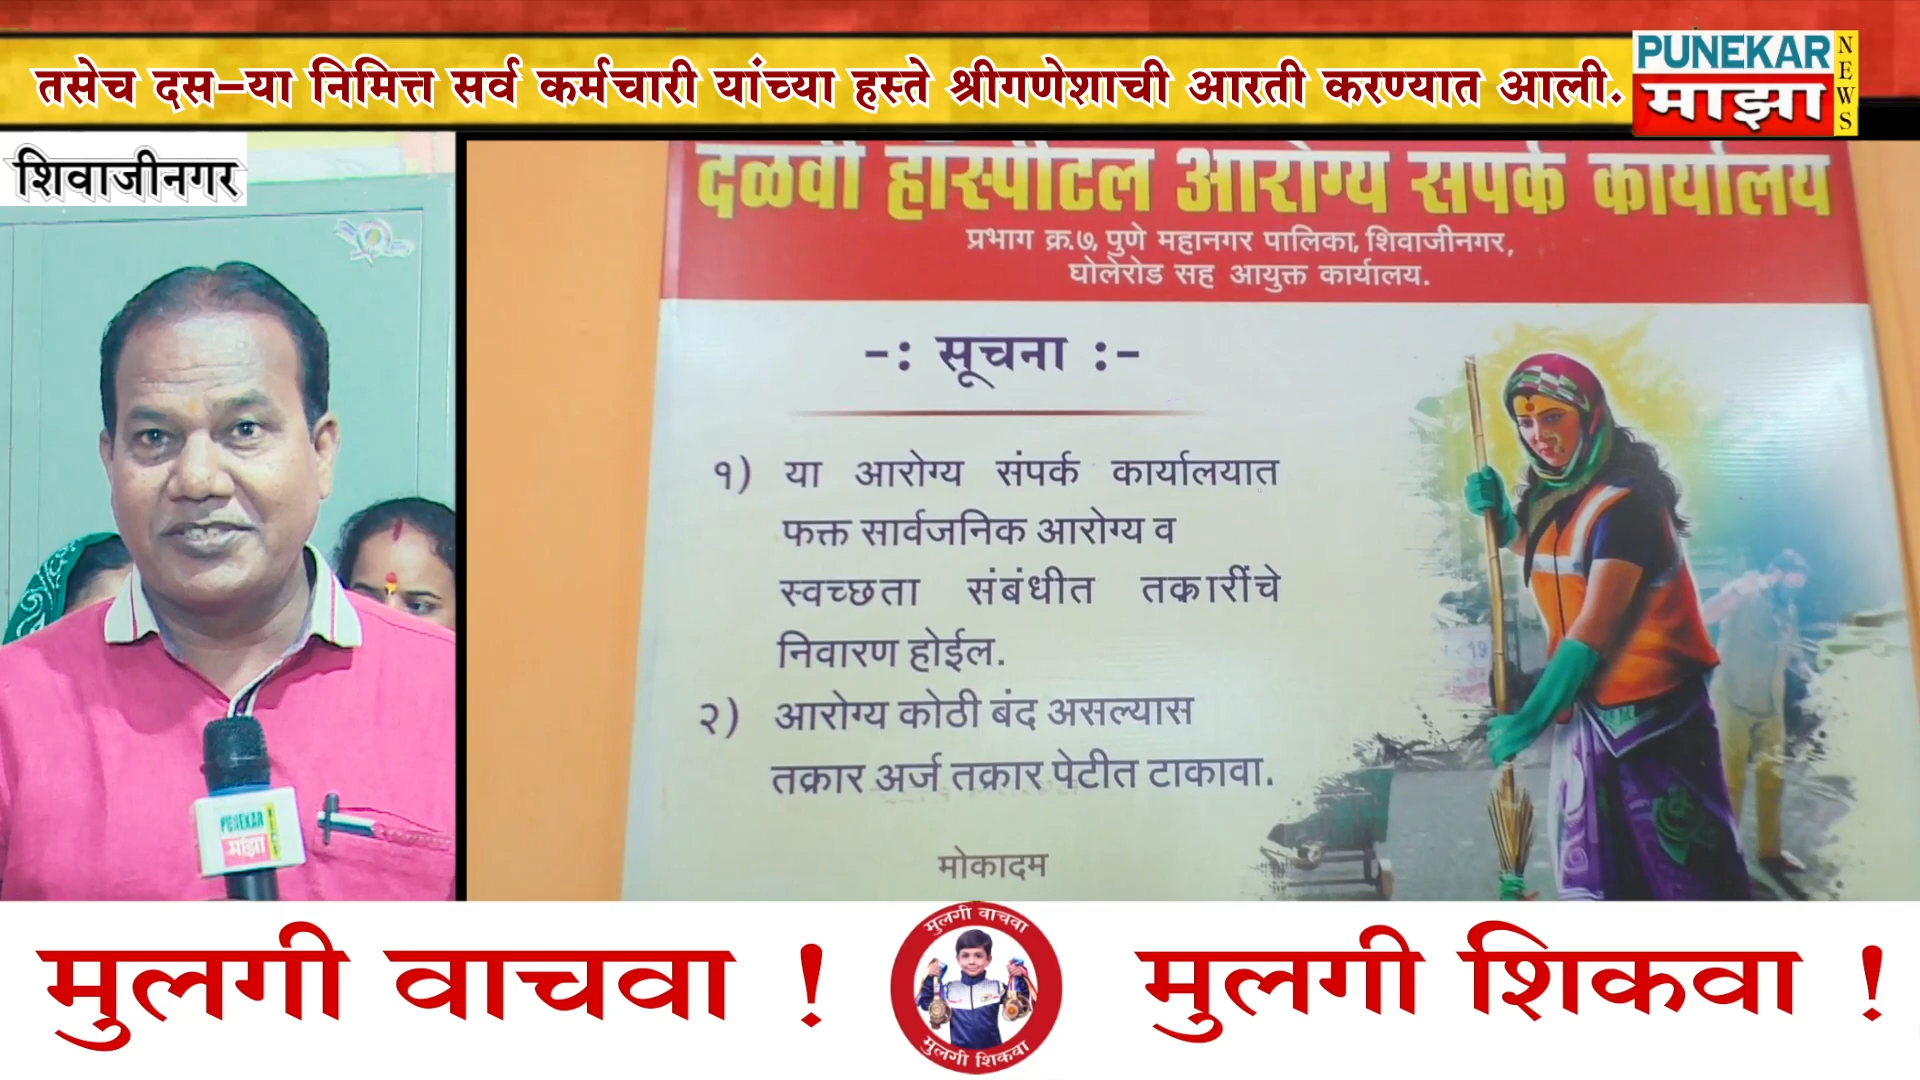 तसेच दस-या निमित्त सर्व कर्मचारी यांच्या हस्ते श्रीगणेशाची आरती करण्यात आली.
PUNEKAR
माझा
NEWS
शिवाजीनगर
दळवी हॉस्पीटल आरोग्य संपर्क कार्यालय
प्रभाग क्र.७, पुणे महानगर पालिका, शिवाजीनगर,
घोलेरोड सह आयुक्त कार्यालय.
-: सूचना :-
१) या आरोग्य संपर्क कार्यालयात
फक्त सार्वजनिक आरोग्य व
स्वच्छता संबंधीत तक्रारींचे
निवारण होईल.
२) आरोग्य कोठी बंद असल्यास
तक्रार अर्ज तक्रार पेटीत टाकावा.
मोकादम
PUNEKAR
माझा
मुलगी वाचवा !
मुलगी वाचवा
मुलगी शिकवा
मुलगी शिकवा !